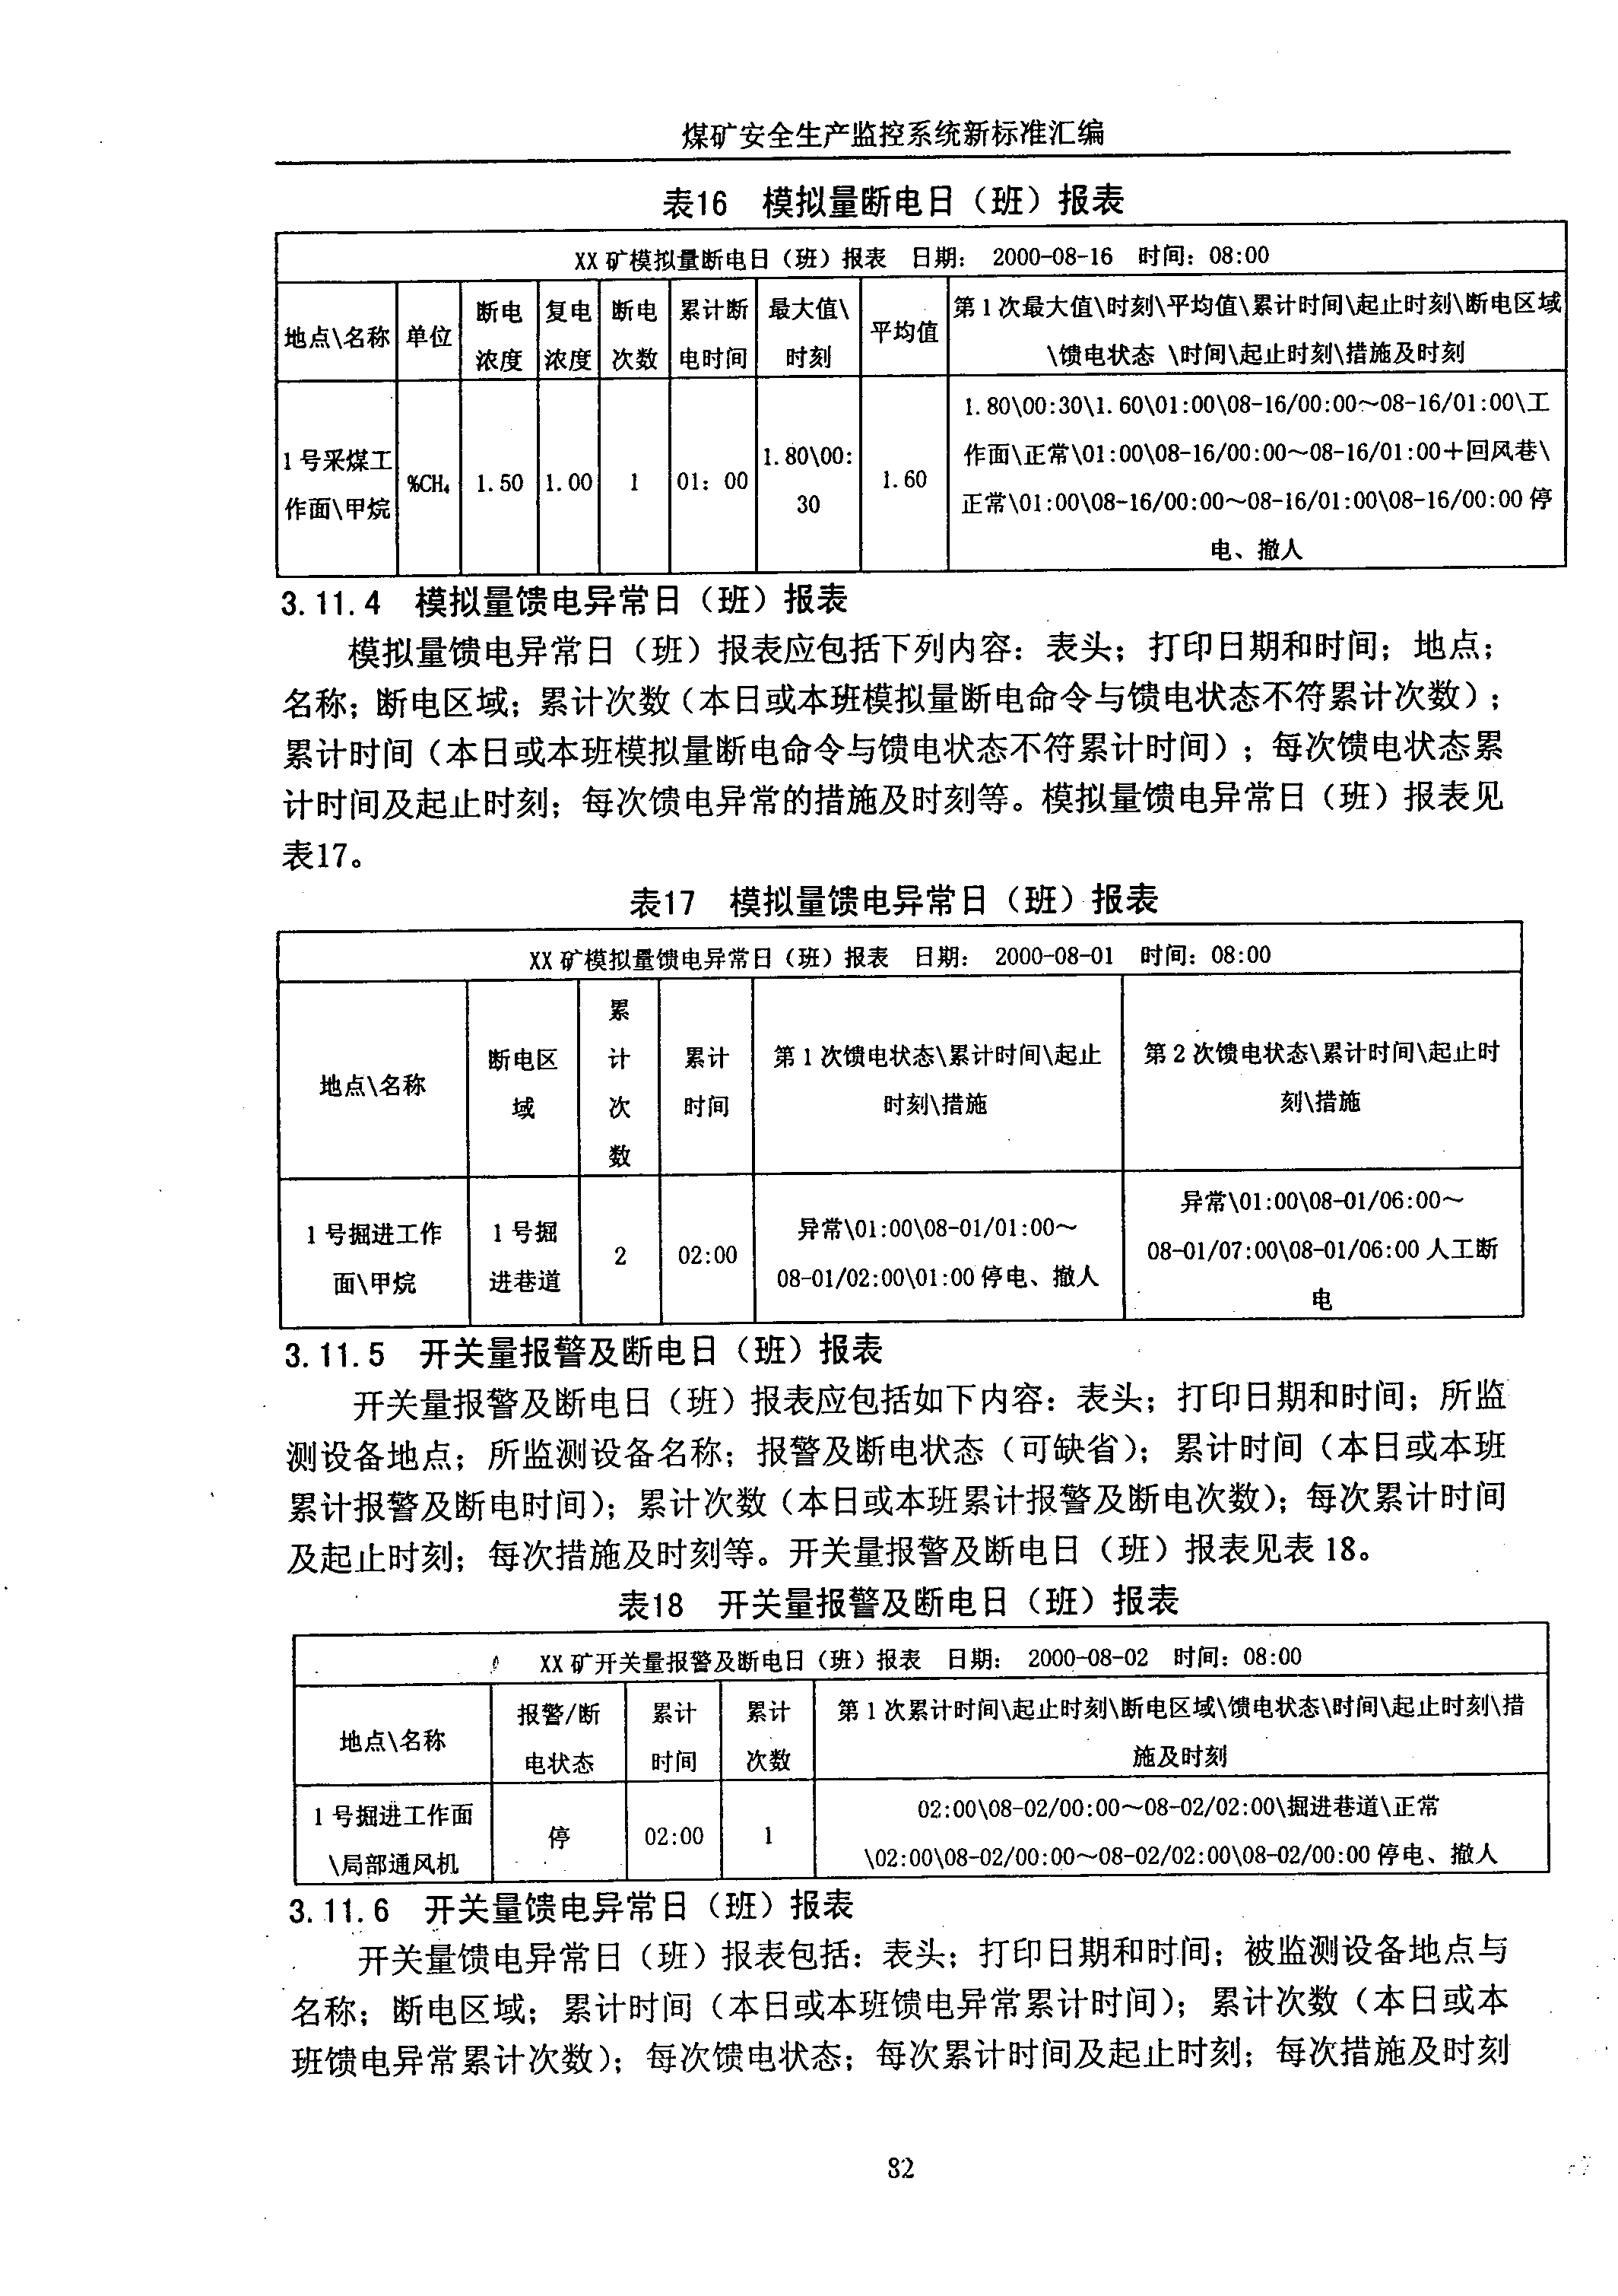 煤矿安全生产监控系统新标准汇编
表16 模拟量断电日（班）报表
XX 矿模拟量断电日（班）报表 日期： 2000-08-16 时间：08:00
地点\名称 单位 断电浓度 复电浓度 断电次数 累计断电时间 最大值\时刻 平均值 第 1 次最大值\时刻\平均值\累计时间\起止时刻\断电区域\馈电状态 \时间\起止时刻\措施及时刻
1 号采煤工作面\甲烷 %CH₄ 1.50 1.00 1 01：00 1.80\00:30 1.60 1.80\00:30\1.60\01:00\08-16/00:00～08-16/01:00\工
作面\正常\01:00\08-16/00:00～08-16/01:00＋回风巷\
正常\01:00\08-16/00:00～08-16/01:00\08-16/00:00 停
电、撤人
3.11.4 模拟量馈电异常日（班）报表
模拟量馈电异常日（班）报表应包括下列内容：表头；打印日期和时间；地点；
名称；断电区域；累计次数（本日或本班模拟量断电命令与馈电状态不符累计次数）；
累计时间（本日或本班模拟量断电命令与馈电状态不符累计时间）；每次馈电状态累
计时间及起止时刻；每次馈电异常的措施及时刻等。模拟量馈电异常日（班）报表见
表17。
表17 模拟量馈电异常日（班）报表
XX 矿模拟量馈电异常日（班）报表 日期： 2000-08-01 时间：08:00
地点\名称 断电区域 累计次数 累计时间 第 1 次馈电状态\累计时间\起止时刻\措施 第 2 次馈电状态\累计时间\起止时刻\措施
1 号掘进工作面\甲烷 1 号掘进巷道 2 02:00 异常\01:00\08-01/01:00～08-01/02:00\01:00 停电、撤人 异常\01:00\08-01/06:00～08-01/07:00\08-01/06:00 人工断电
3.11.5 开关量报警及断电日（班）报表
开关量报警及断电日（班）报表应包括如下内容：表头；打印日期和时间；所监
测设备地点；所监测设备名称；报警及断电状态（可缺省）；累计时间（本日或本班
累计报警及断电时间）；累计次数（本日或本班累计报警及断电次数）；每次累计时间
及起止时刻；每次措施及时刻等。开关量报警及断电日（班）报表见表 18。
表18 开关量报警及断电日（班）报表
XX 矿开关量报警及断电日（班）报表 日期： 2000-08-02 时间：08:00
地点\名称 报警/断电状态 累计时间 累计次数 第 1 次累计时间\起止时刻\断电区域\馈电状态\时间\起止时刻\措施及时刻
1 号掘进工作面\局部通风机 停 02:00 1 02:00\08-02/00:00～08-02/02:00\掘进巷道\正常
\02:00\08-02/00:00～08-02/02:00\08-02/00:00 停电、撤人
3.11.6 开关量馈电异常日（班）报表
开关量馈电异常日（班）报表包括：表头；打印日期和时间；被监测设备地点与
名称；断电区域；累计时间（本日或本班馈电异常累计时间）；累计次数（本日或本
班馈电异常累计次数）；每次馈电状态；每次累计时间及起止时刻；每次措施及时刻
82